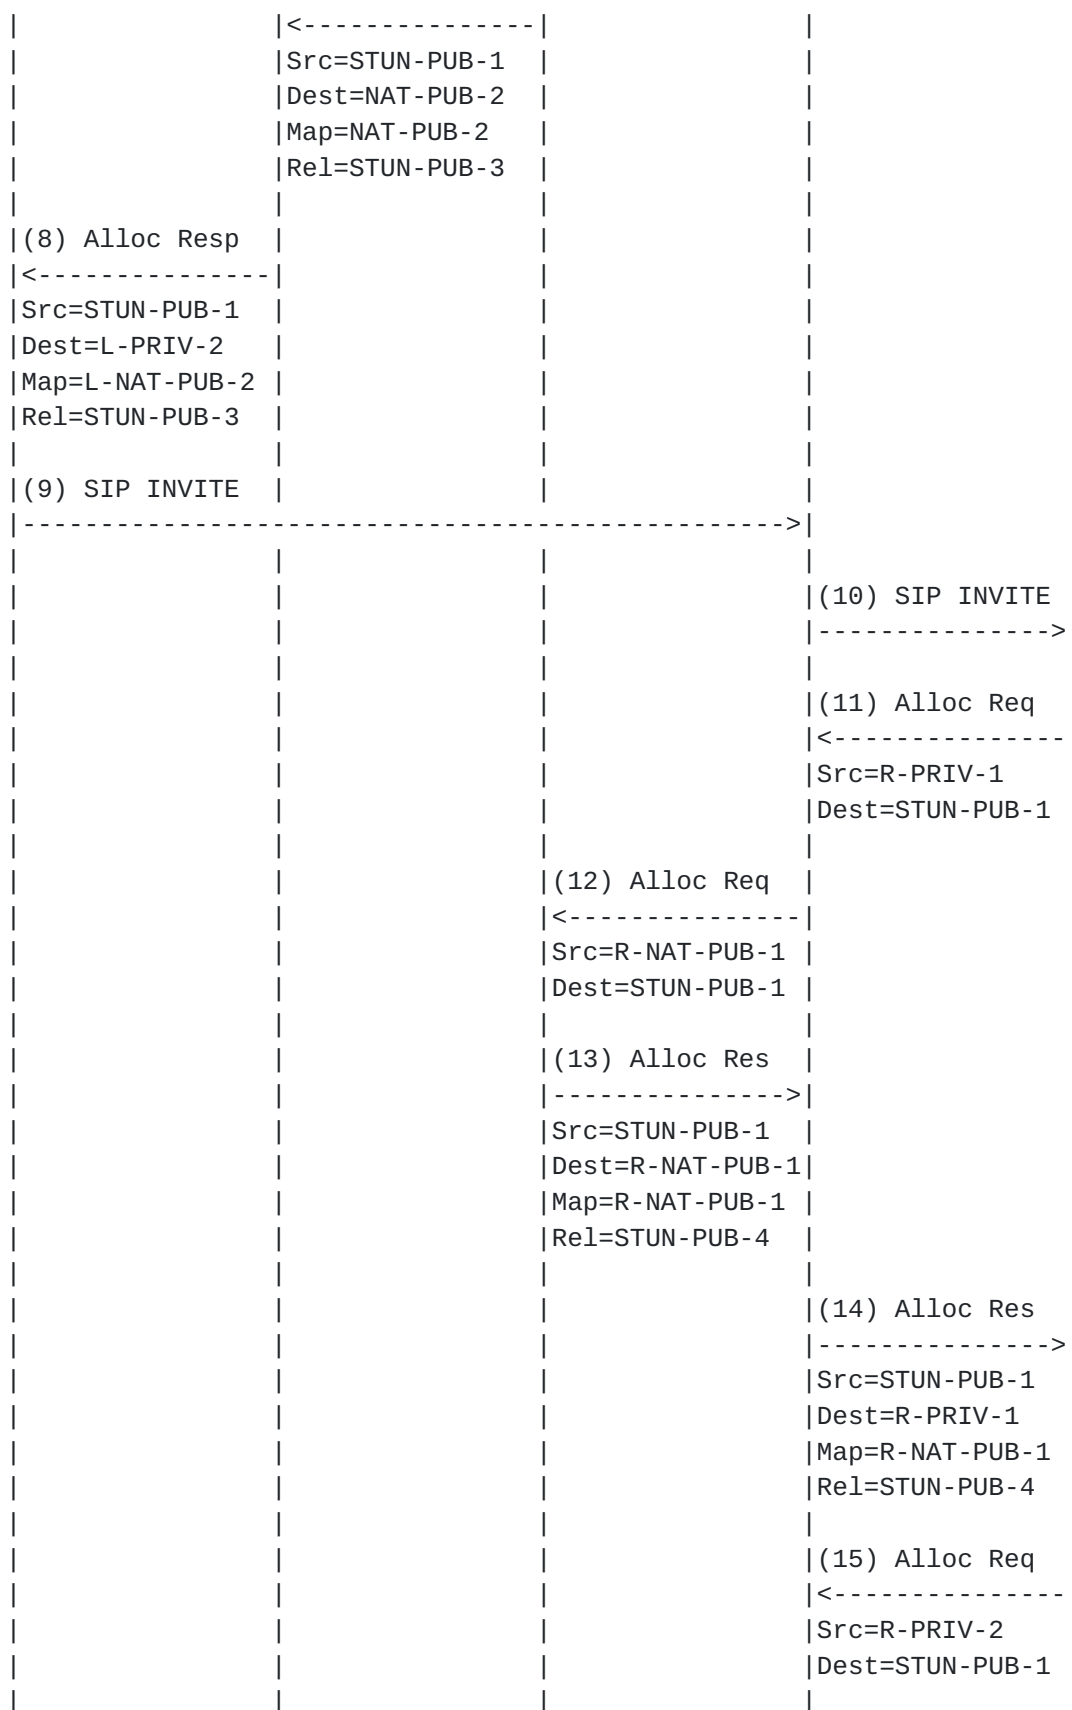 |                |<---------------|                |
|                |Src=STUN-PUB-1  |                |
|                |Dest=NAT-PUB-2  |                |
|                |Map=NAT-PUB-2   |                |
|                |Rel=STUN-PUB-3  |                |
|                |                |                |
|(8) Alloc Resp  |                |                |
|<---------------|                |                |
|Src=STUN-PUB-1  |                |                |
|Dest=L-PRIV-2   |                |                |
|Map=L-NAT-PUB-2 |                |                |
|Rel=STUN-PUB-3  |                |                |
|                |                |                |
|(9) SIP INVITE  |                |                |
|------------------------------------------------->|
|                |                |                |
|                |                |                |(10) SIP INVITE
|                |                |                |--------------->
|                |                |                |
|                |                |                |(11) Alloc Req
|                |                |                |<---------------
|                |                |                |Src=R-PRIV-1
|                |                |                |Dest=STUN-PUB-1
|                |                |                |
|                |                |(12) Alloc Req  |
|                |                |<---------------|
|                |                |Src=R-NAT-PUB-1 |
|                |                |Dest=STUN-PUB-1 |
|                |                |                |
|                |                |(13) Alloc Res  |
|                |                |--------------->|
|                |                |Src=STUN-PUB-1  |
|                |                |Dest=R-NAT-PUB-1|
|                |                |Map=R-NAT-PUB-1 |
|                |                |Rel=STUN-PUB-4  |
|                |                |                |
|                |                |                |(14) Alloc Res
|                |                |                |--------------->
|                |                |                |Src=STUN-PUB-1
|                |                |                |Dest=R-PRIV-1
|                |                |                |Map=R-NAT-PUB-1
|                |                |                |Rel=STUN-PUB-4
|                |                |                |
|                |                |                |(15) Alloc Req
|                |                |                |<---------------
|                |                |                |Src=R-PRIV-2
|                |                |                |Dest=STUN-PUB-1
|                |                |                |